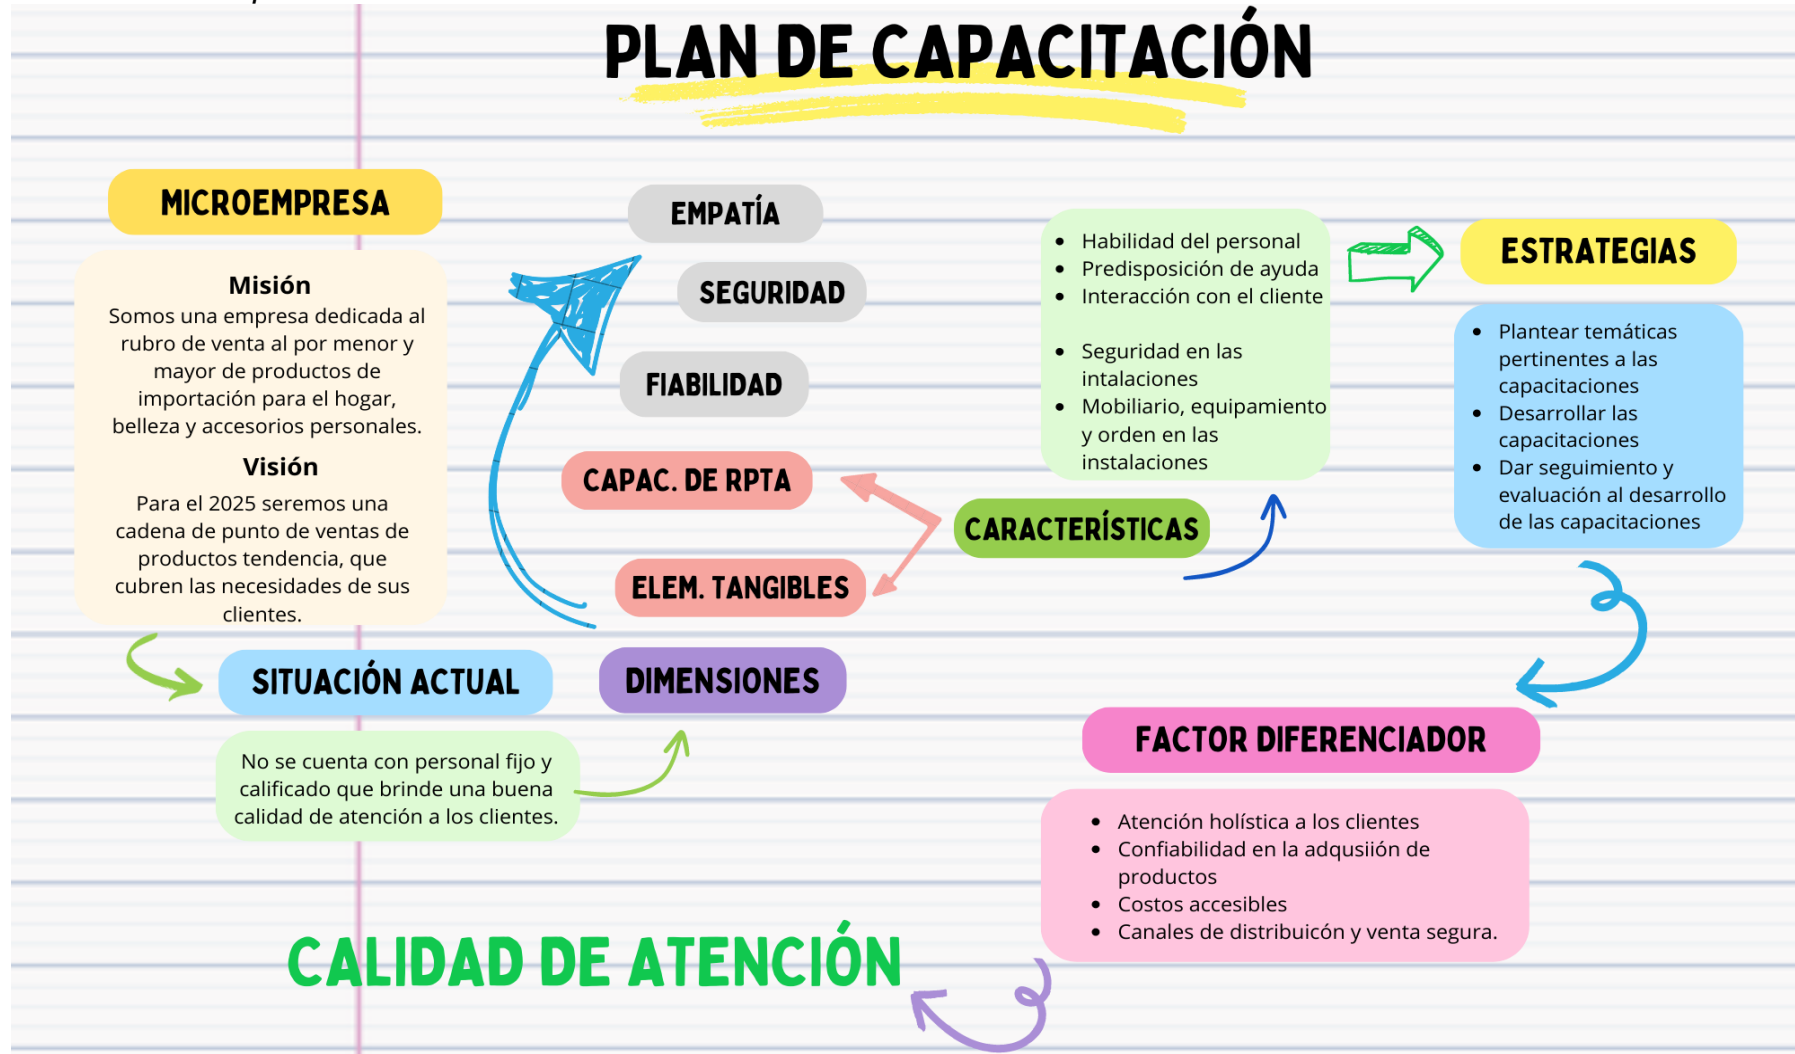 PLAN DE CAPACITACIÓN
MICROEMPRESA
Misión
Somos una empresa dedicada al
rubro de venta al por menor y
mayor de productos de
importación para el hogar,
belleza y accesorios personales.
Visión
Para el 2025 seremos una
cadena de punto de ventas de
productos tendencia, que
cubren las necesidades de sus
clientes.
SITUACIÓN ACTUAL
No se cuenta con personal fijo y
calificado que brinde una buena
calidad de atención a los clientes.
DIMENSIONES
EMPATÍA
SEGURIDAD
FIABILIDAD
CAPAC. DE RPTA
ELEM. TANGIBLES
CARACTERÍSTICAS
• Habilidad del personal
• Predisposición de ayuda
• Interacción con el cliente
• Seguridad en las
intalaciones
• Mobiliario, equipamiento
y orden en las
instalaciones
ESTRATEGIAS
• Plantear temáticas
pertinentes a las
capacitaciones
• Desarrollar las
capacitaciones
• Dar seguimiento y
evaluación al desarrollo
de las capacitaciones
FACTOR DIFERENCIADOR
• Atención holística a los clientes
• Confiabilidad en la adqusiión de
productos
• Costos accesibles
• Canales de distribuicón y venta segura.
CALIDAD DE ATENCIÓN